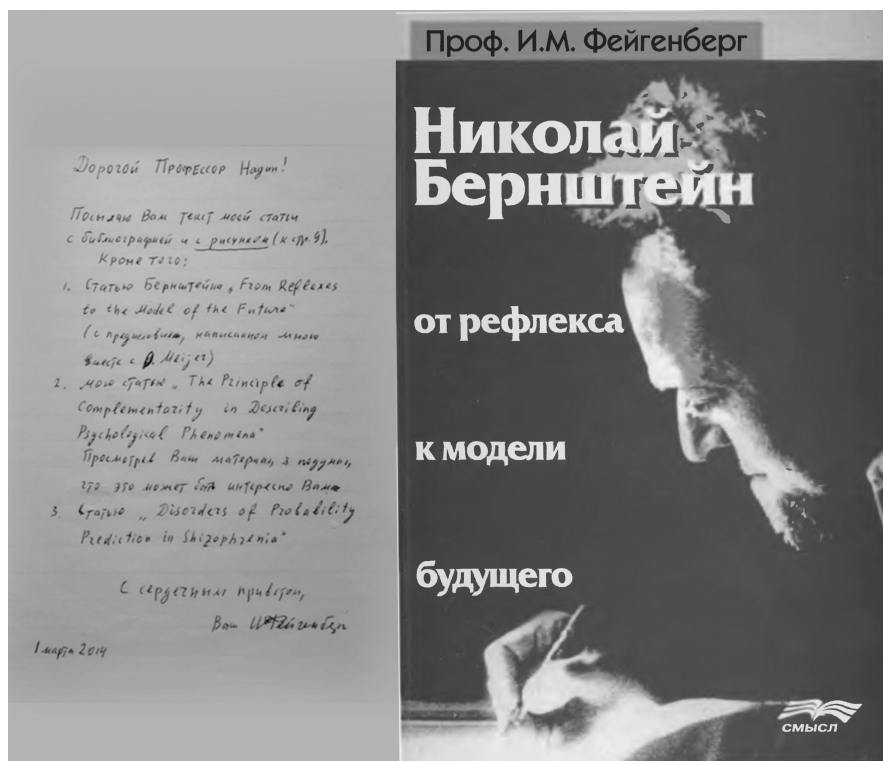 Дорогой Профессор Надин!
Посылаю Вам текст моей статьи
с библиографией и с рисунком (к стр. 9).
Кроме того:
1. Статью Бернштейна „From Reflexes
to the Model of the Future"
(с предисловием, написанном мною
вместе с O. Meijer)
2. Мою статью „The Principle of
Complementarity in Describing
Psychological Phenomena"
Просмотрев Ваш материал, я подумал,
что это может быть интересно Вам
3. Статью „Disorders of Probability
Prediction in Shizophrenia"
С сердечным приветом,
Ваш И Фейгенберг
1 марта 2014
Проф. И.М. Фейгенберг
Николай
Бернштейн
от рефлекса
к модели
будущего
СМЫСЛ